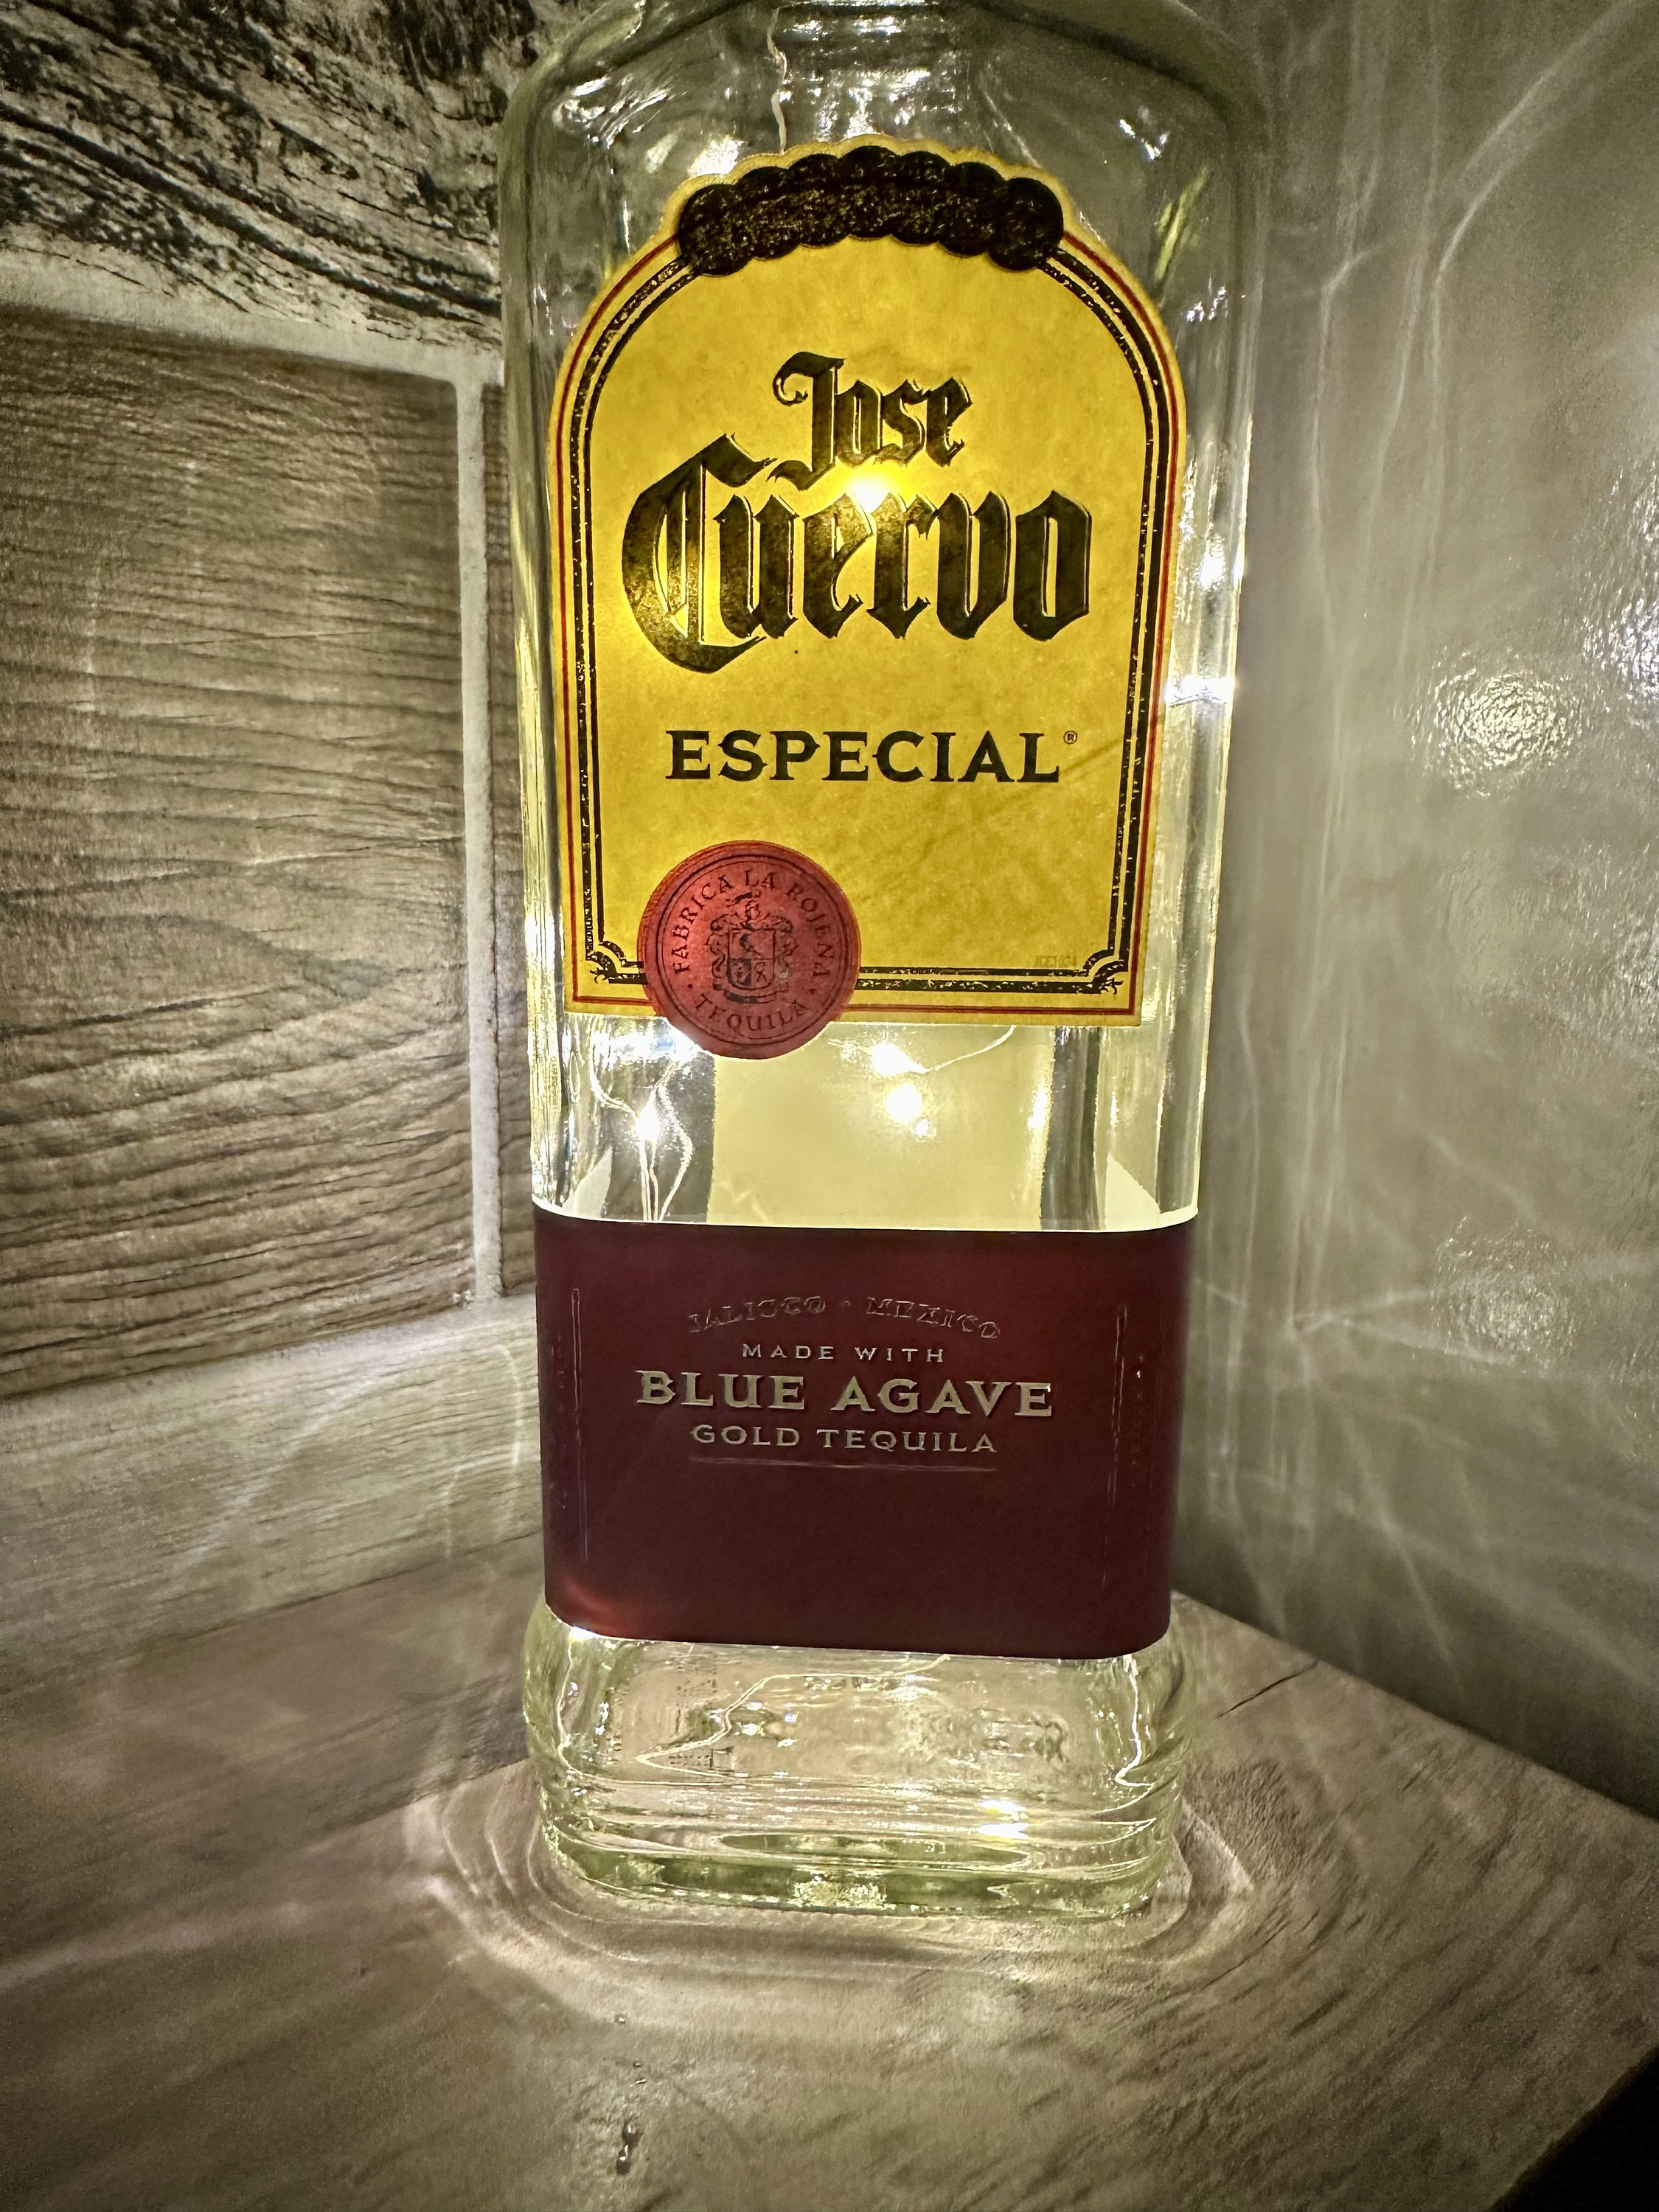 Jose
Cuervo
ESPECIAL®
FABRICA LA ROJEÑA
· TEQUILA ·
JALISCO · MEXICO
MADE WITH
BLUE AGAVE
GOLD TEQUILA